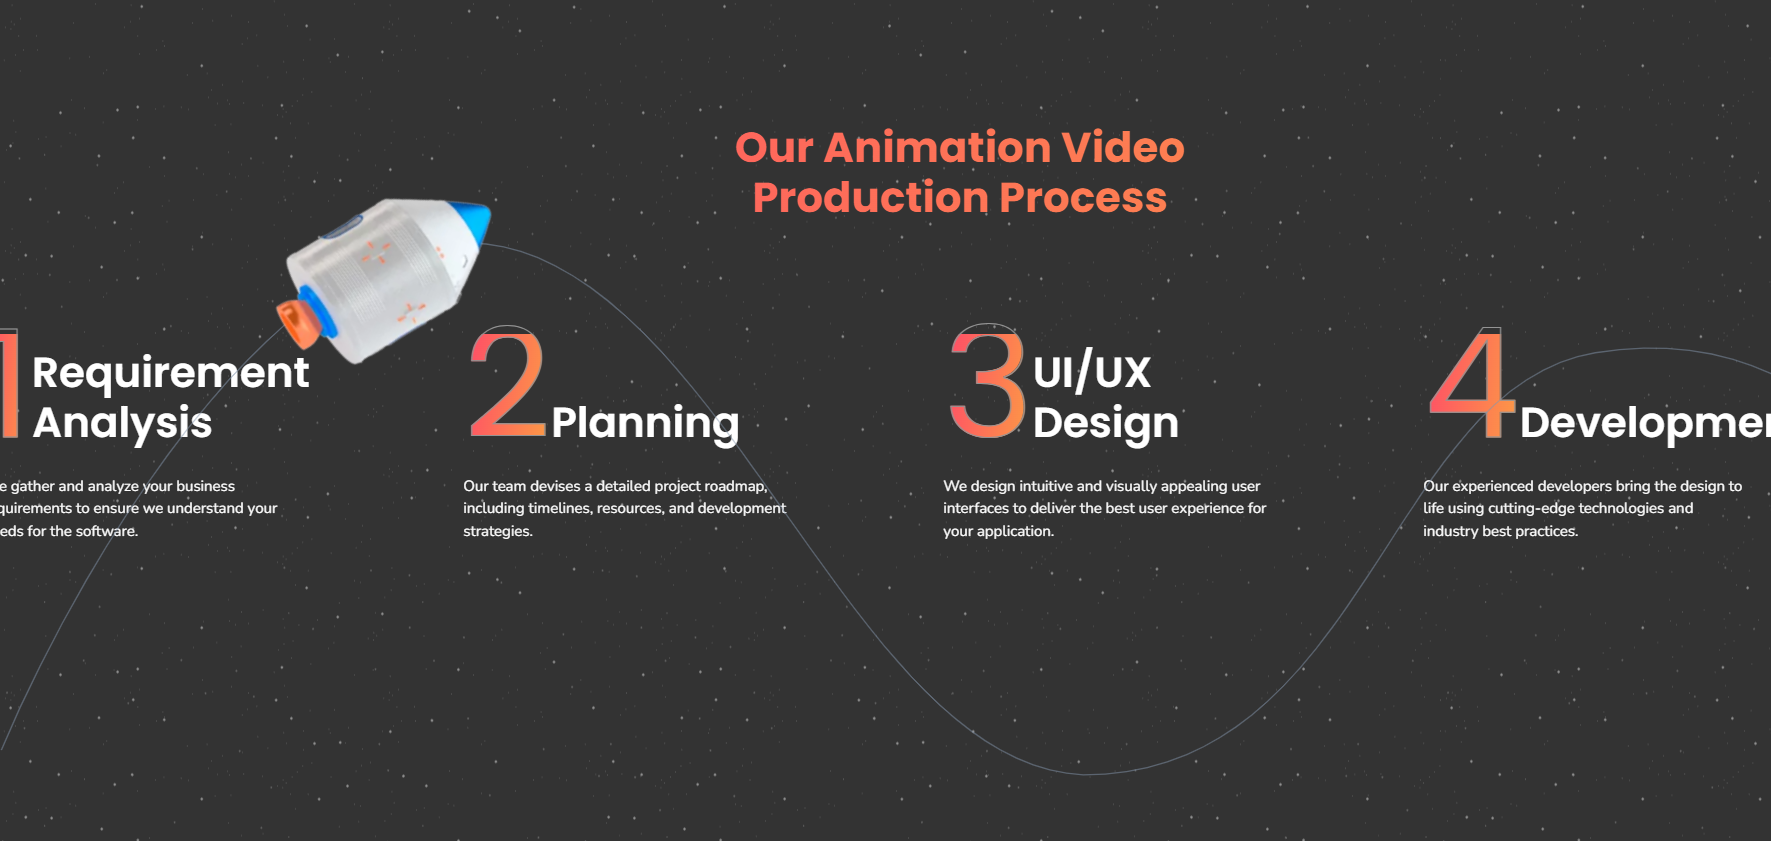 Our Animation Video
Production Process
1 Requirement
Analysis
gather and analyze your business
to ensure we understand your
for the software.
2 Planning
Our team devises a detailed project roadmap,
including timelines, resources, and development
strategies.
3 UI/UX
Design
We design intuitive and visually appealing user
interfaces to deliver the best user experience for
your application.
4
Our experienced developers bring the design to
life using cutting-edge technologies and
industry best practices.